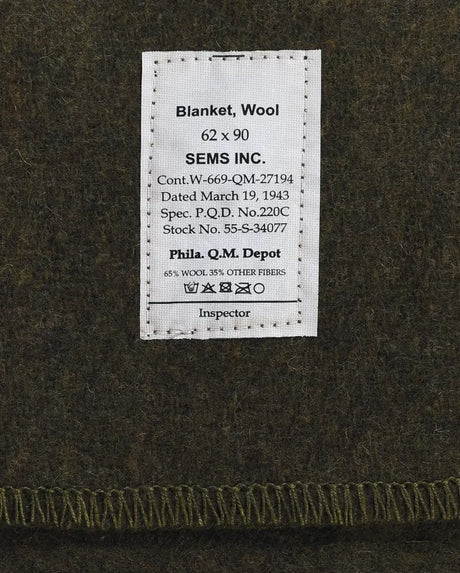 Blanket, Wool
62 x 90
SEMS INC.
Cont.W-669-QM-27194
Dated March 19, 1943
Spec. P.Q.D. No.220C
Stock No. 55-S-34077
Phila. Q.M. Depot
65% WOOL 35% OTHER FIBERS
Inspector